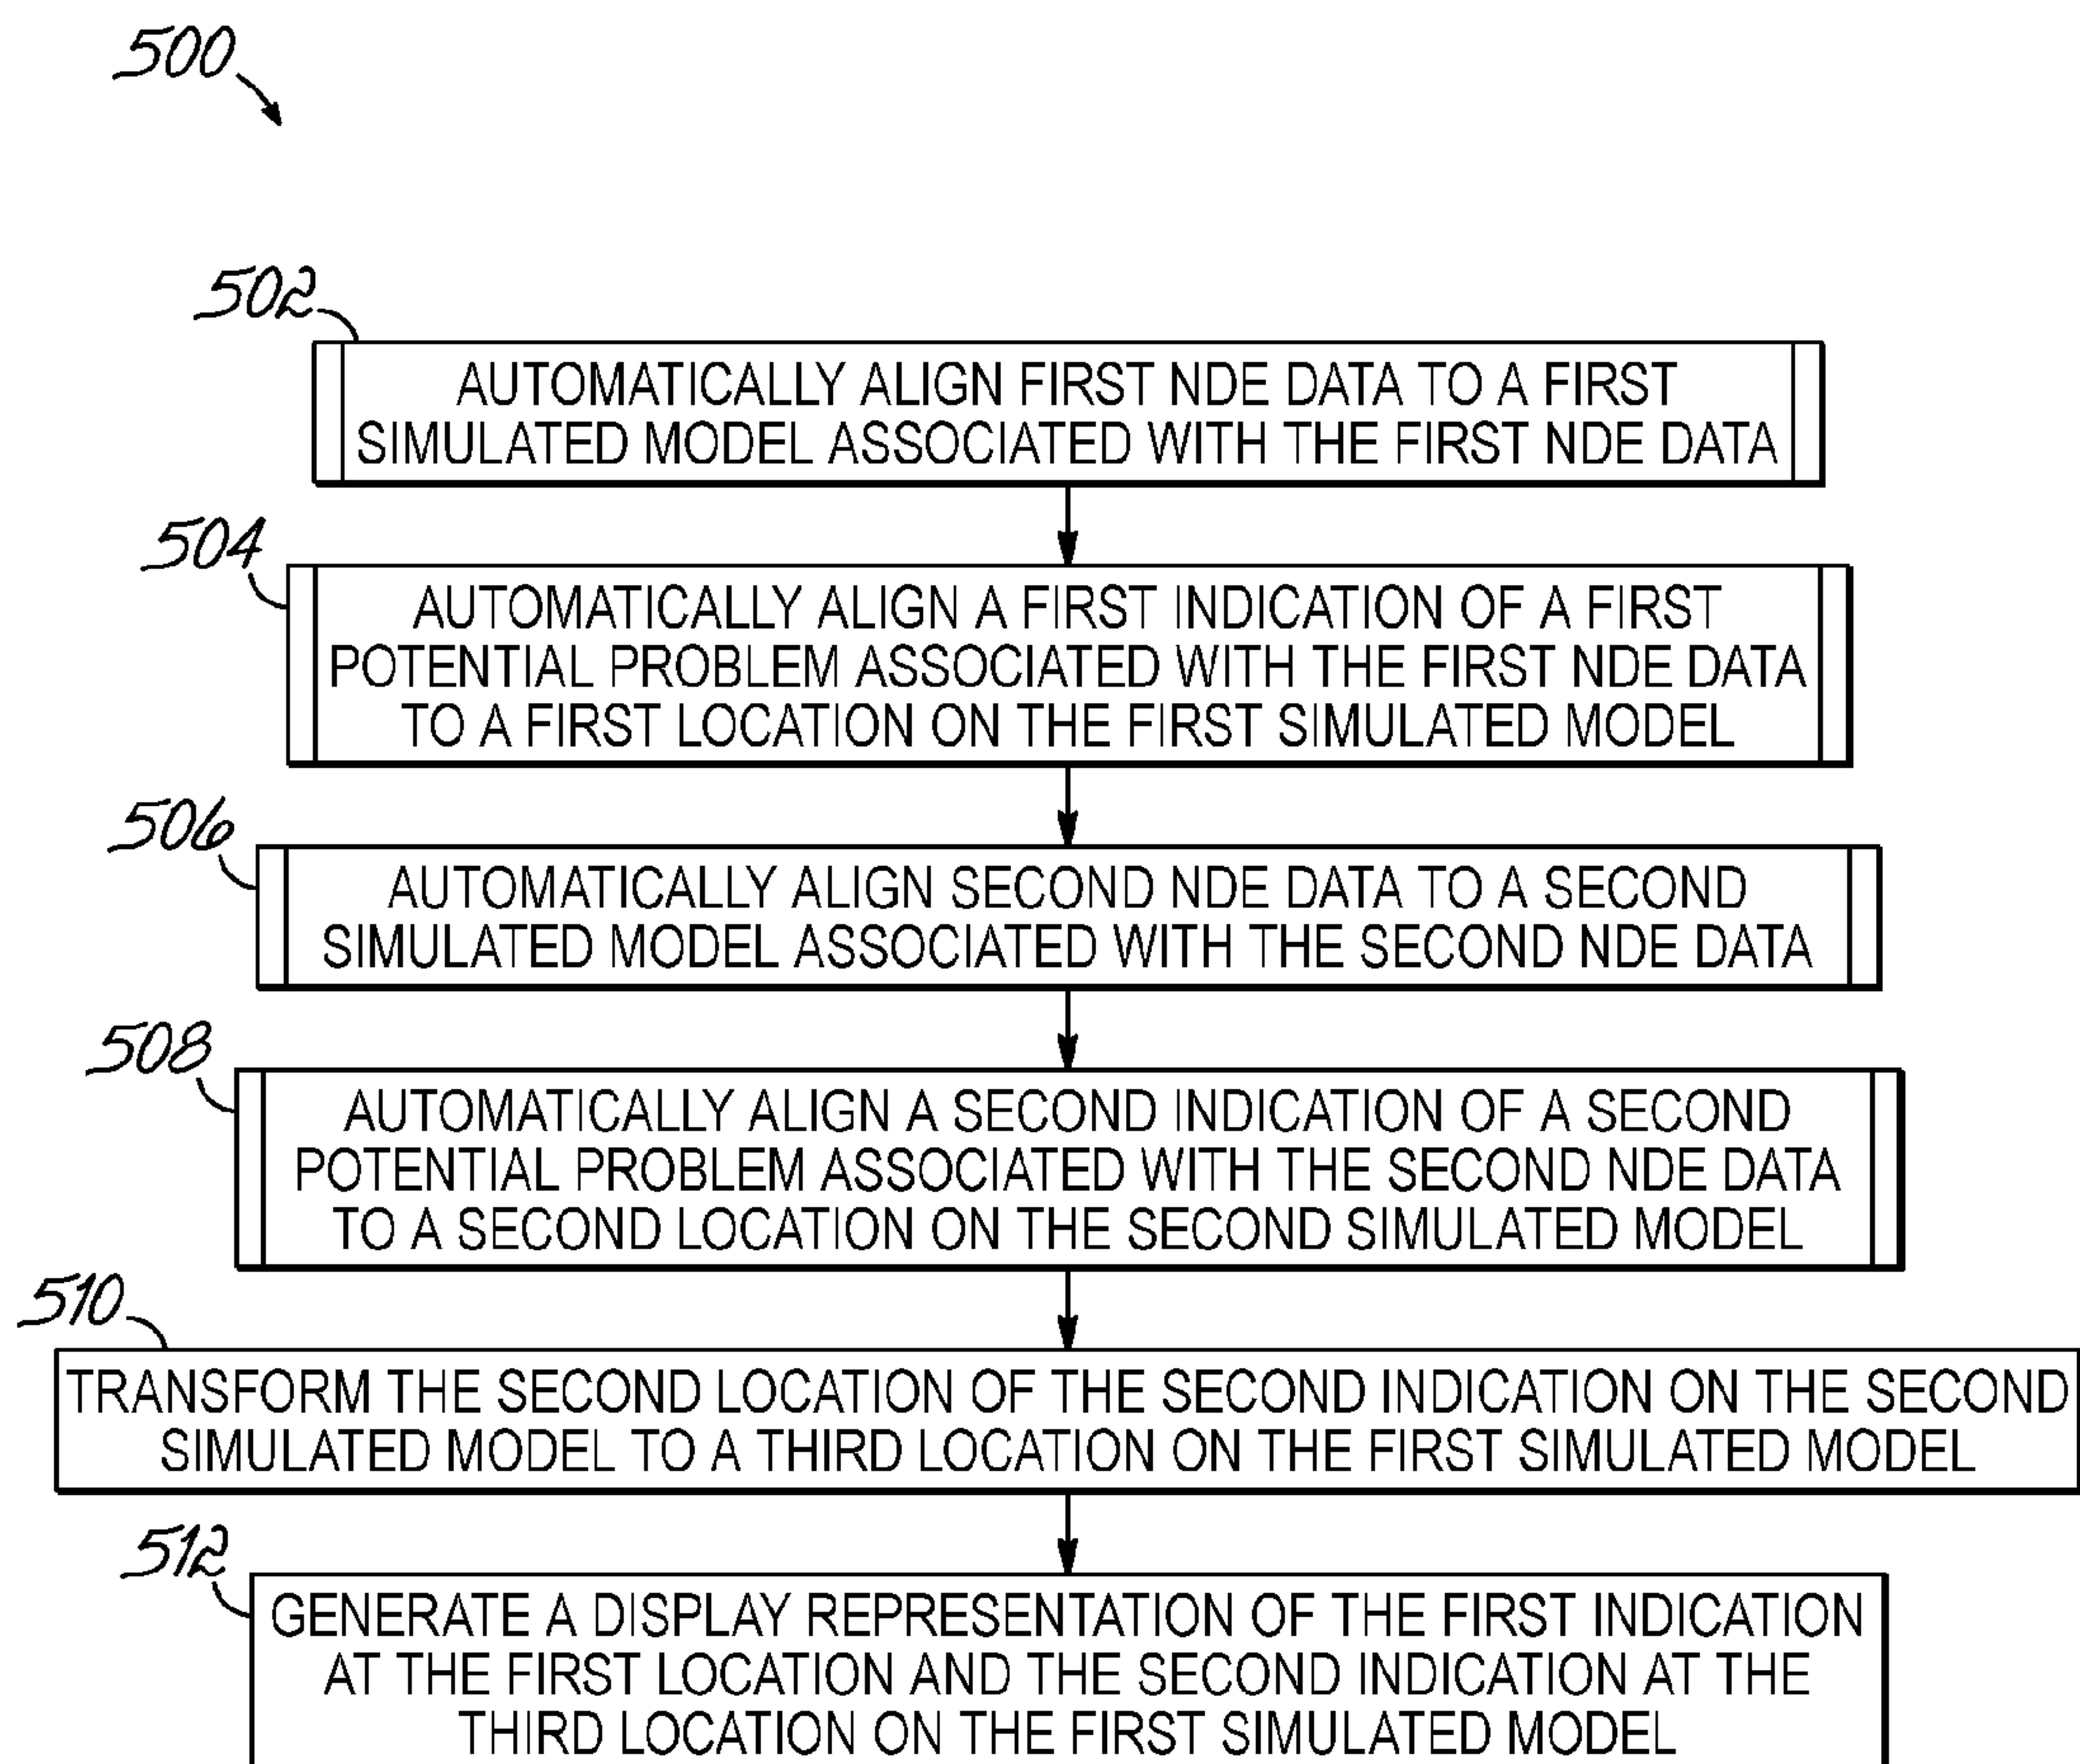 500
502
AUTOMATICALLY ALIGN FIRST NDE DATA TO A FIRST
SIMULATED MODEL ASSOCIATED WITH THE FIRST NDE DATA
504
AUTOMATICALLY ALIGN A FIRST INDICATION OF A FIRST
POTENTIAL PROBLEM ASSOCIATED WITH THE FIRST NDE DATA
TO A FIRST LOCATION ON THE FIRST SIMULATED MODEL
506
AUTOMATICALLY ALIGN SECOND NDE DATA TO A SECOND
SIMULATED MODEL ASSOCIATED WITH THE SECOND NDE DATA
508
AUTOMATICALLY ALIGN A SECOND INDICATION OF A SECOND
POTENTIAL PROBLEM ASSOCIATED WITH THE SECOND NDE DATA
TO A SECOND LOCATION ON THE SECOND SIMULATED MODEL
510
TRANSFORM THE SECOND LOCATION OF THE SECOND INDICATION ON THE SECOND
SIMULATED MODEL TO A THIRD LOCATION ON THE FIRST SIMULATED MODEL
512
GENERATE A DISPLAY REPRESENTATION OF THE FIRST INDICATION
AT THE FIRST LOCATION AND THE SECOND INDICATION AT THE
THIRD LOCATION ON THE FIRST SIMULATED MODEL